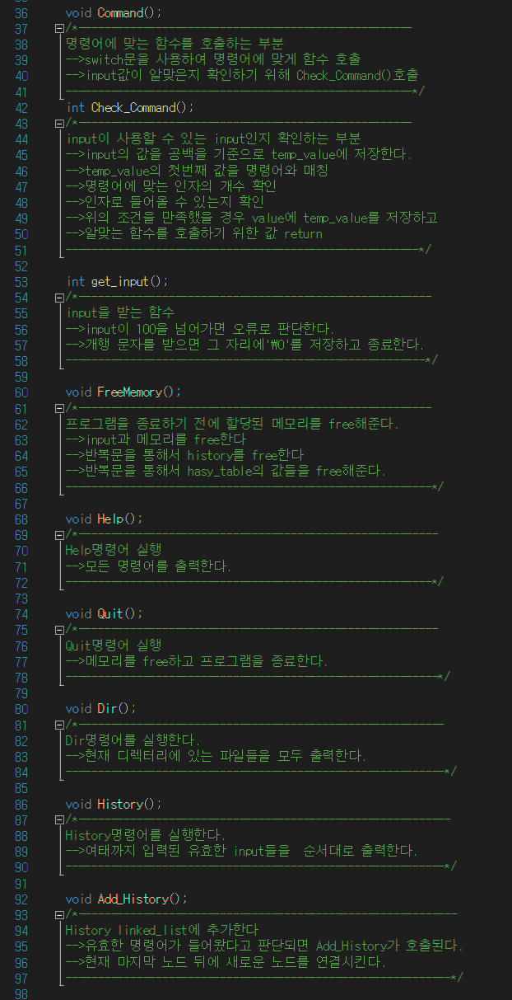 36 void Command();
37 /*----------------------------------------------------
38 명령어에 맞는 함수를 호출하는 부분
39 -->switch문을 사용하여 명령어에 맞게 함수 호출
40 -->input값이 알맞은지 확인하기 위해 Check_Command()호출
41 ------------------------------------------------------*/
42 int Check_Command();
43 /*----------------------------------------------------
44 input이 사용할 수 있는 input인지 확인하는 부분
45 -->input의 값을 공백을 기준으로 temp_value에 저장한다.
46 -->temp_value의 첫번째 값을 명령어와 매칭
47 -->명령어에 맞는 인자의 개수 확인
48 -->인자로 들어올 수 있는지 확인
49 -->위의 조건을 만족했을 경우 value에 temp_value를 저장하고
50 -->알맞는 함수를 호출하기 위한 값 return
51 -------------------------------------------------------*/
52
53 int get_input();
54 /*-------------------------------------------------------
55 input을 받는 함수
56 -->input이 100을 넘어가면 오류로 판단한다.
57 -->개행 문자를 받으면 그 자리에'₩0'를 저장하고 종료한다.
58 --------------------------------------------------------*/
59
60 void FreeMemory();
61 /*-------------------------------------------------------
62 프로그램을 종료하기 전에 할당된 메모리를 free해준다.
63 -->input과 메모리를 free한다
64 -->반복문을 통해서 history를 free한다
65 -->반복문을 통해서 hasy_table의 값들을 free해준다.
66 ---------------------------------------------------------*/
67
68 void Help();
69 /*--------------------------------------------------------
70 Help명령어 실행
71 -->모든 명령어를 출력한다.
72 ---------------------------------------------------------*/
73
74 void Quit();
75 /*--------------------------------------------------------
76 Quit명령어 실행
77 -->메모리를 free하고 프로그램을 종료한다.
78 ----------------------------------------------------------*/
79
80 void Dir();
81 /*---------------------------------------------------------
82 Dir명령어를 실행한다.
83 -->현재 디렉터리에 있는 파일들을 모두 출력한다.
84 -----------------------------------------------------------*/
85
86 void History();
87 /*----------------------------------------------------------
88 History명령어를 실행한다.
89 -->여태까지 입력된 유효한 input들을  순서대로 출력한다.
90 -----------------------------------------------------------*/
91
92 void Add_History();
93 /*-----------------------------------------------------------
94 History linked_list에 추가한다
95 -->유효한 명령어가 들어왔다고 판단되면 Add_History가 호출된다.
96 -->현재 마지막 노드 뒤에 새로운 노드를 연결시킨다.
97 ------------------------------------------------------------*/
98